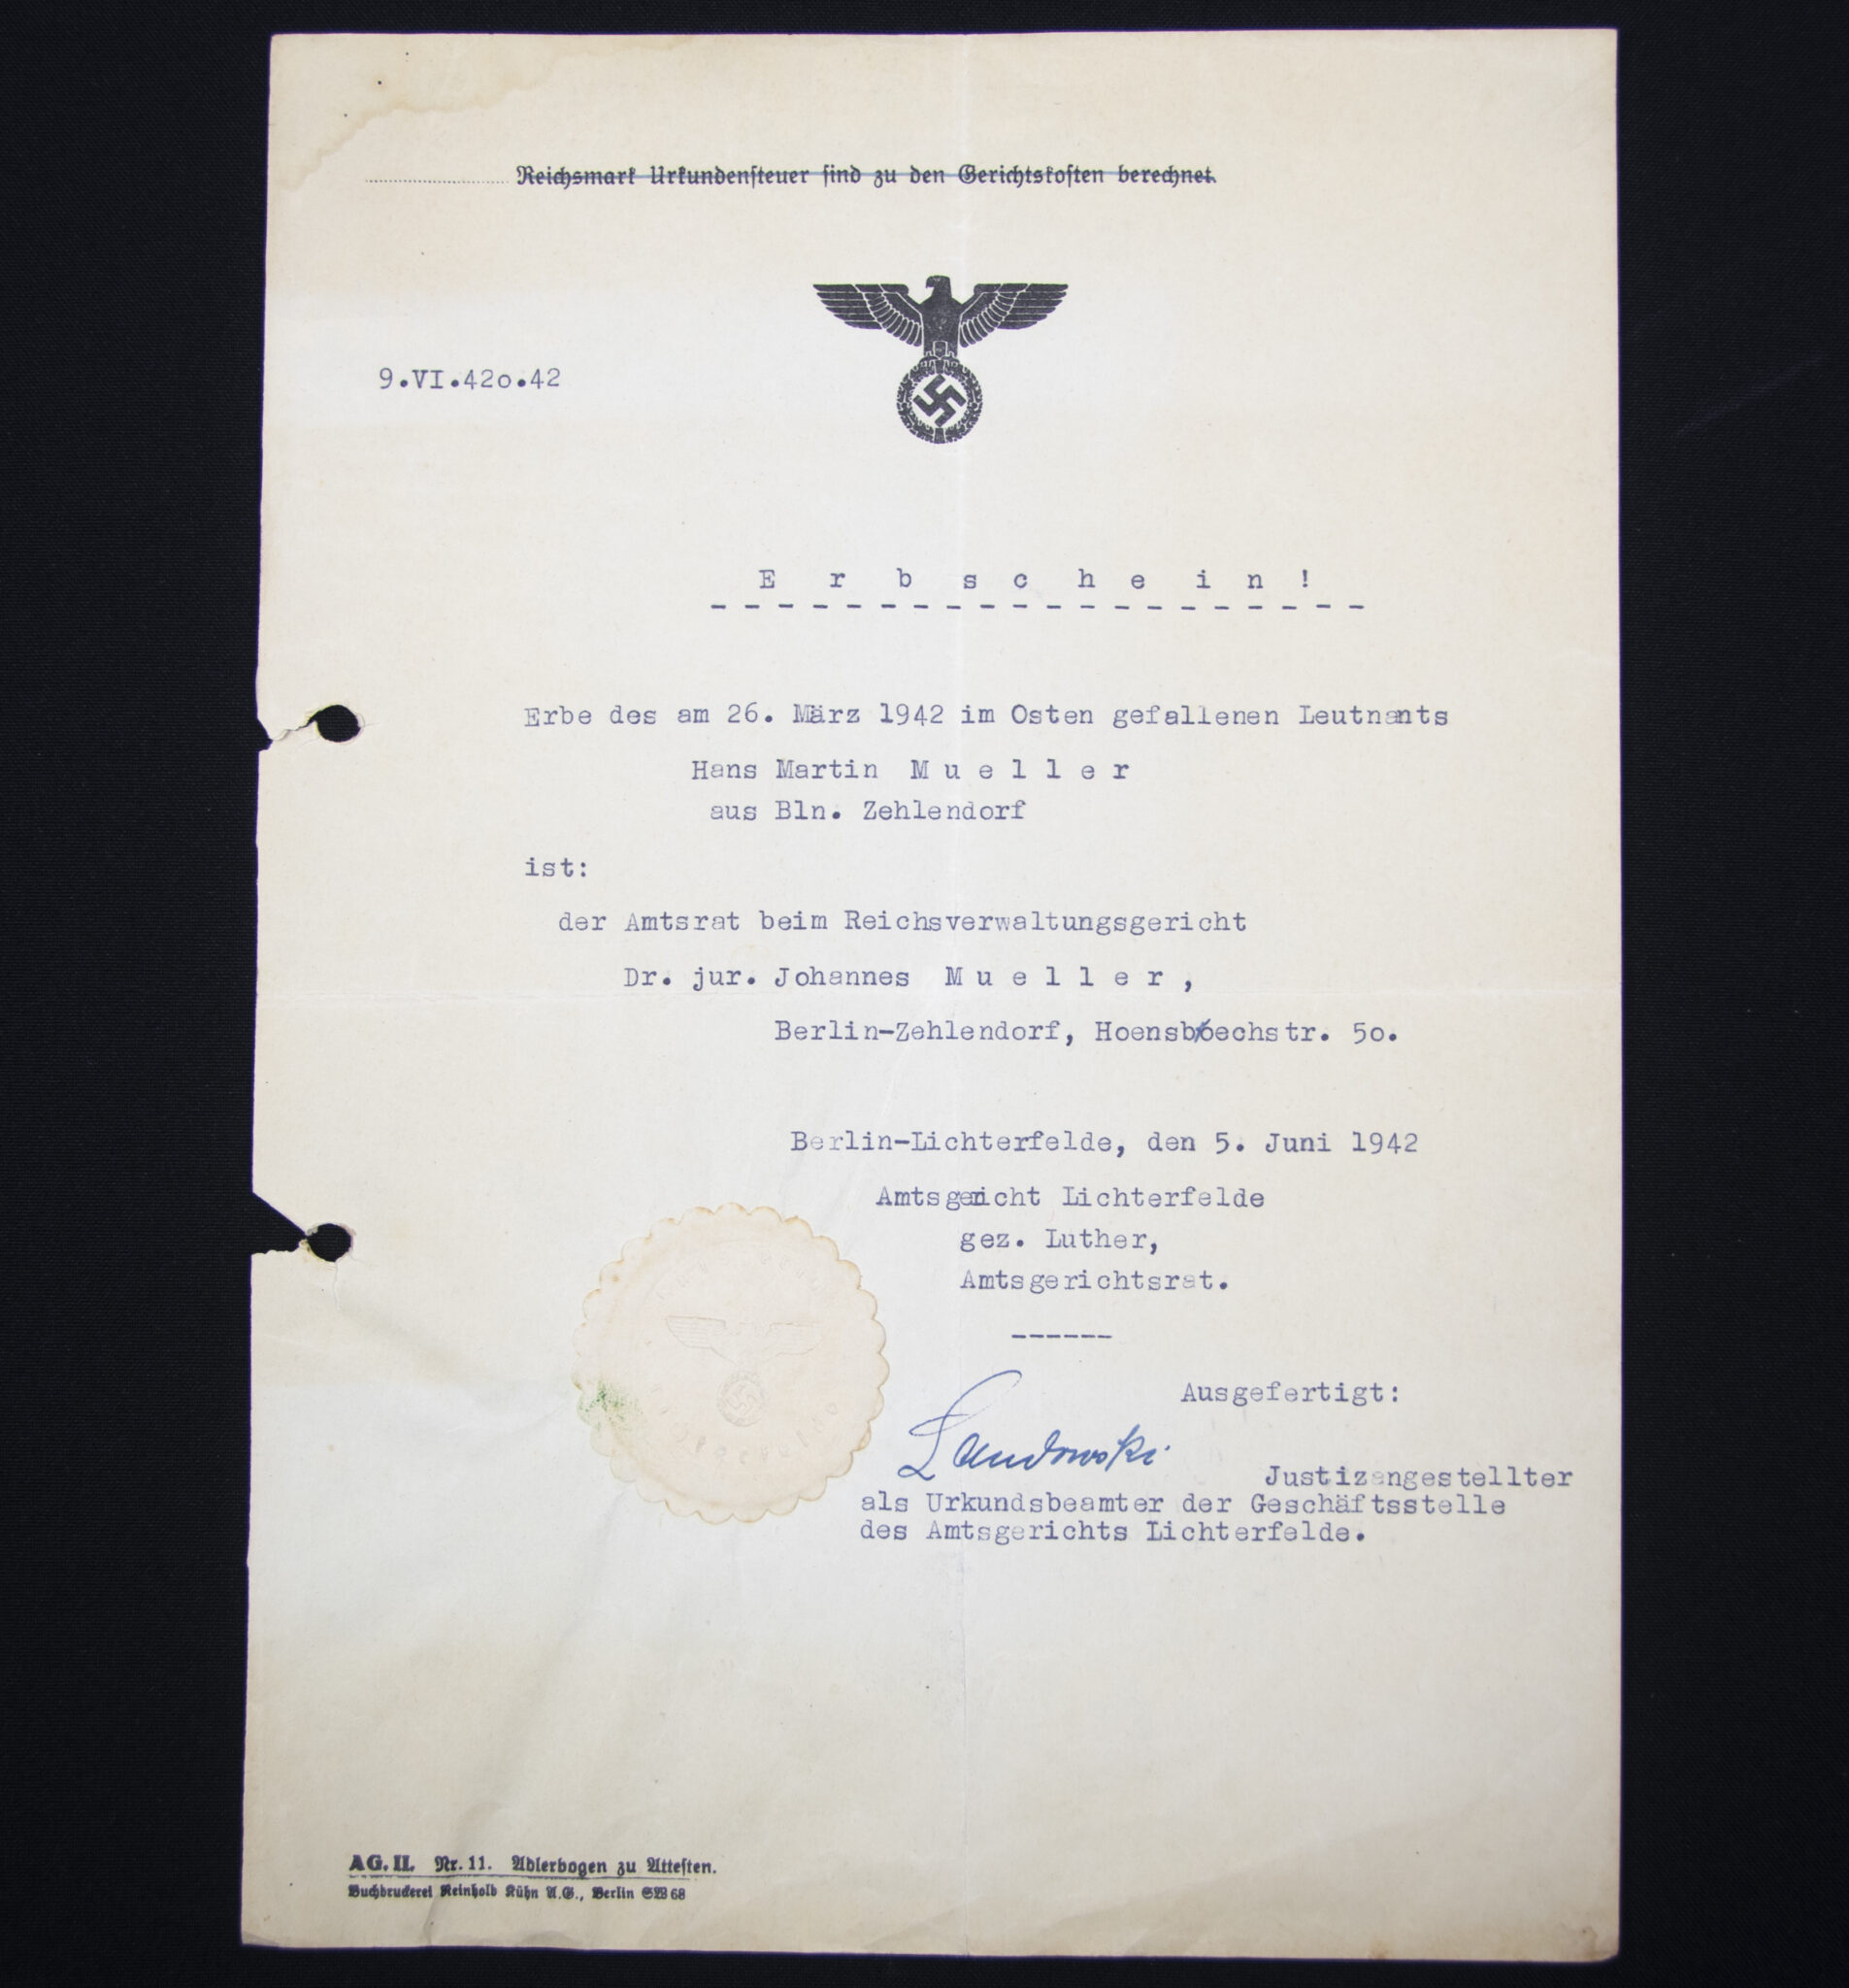 Reichsmark Urkundensteuer sind zu den Gerichtskosten berechnet.
9.VI.42o.42
E r b s c h e i n !
Erbe des am 26. März 1942 im Osten gefallenen Leutnants
Hans Martin M u e l l e r
aus Bln. Zehlendorf
ist:
der Amtsrat beim Reichsverwaltungsgericht
Dr. jur. Johannes M u e l l e r ,
Berlin-Zehlendorf, Hoensbroechstr. 5o.
Berlin-Lichterfelde, den 5. Juni 1942
Amtsgericht Lichterfelde
gez. Luther,
Amtsgerichtsrat.
------
Ausgefertigt:
Landowski
Justizangestellter
als Urkundsbeamter der Geschäftsstelle
des Amtsgerichts Lichterfelde.
AG. II. Nr. 11. Adlerbogen zu Attesten.
Buchdruckerei Reinhold Kühn A.G., Berlin SW 68